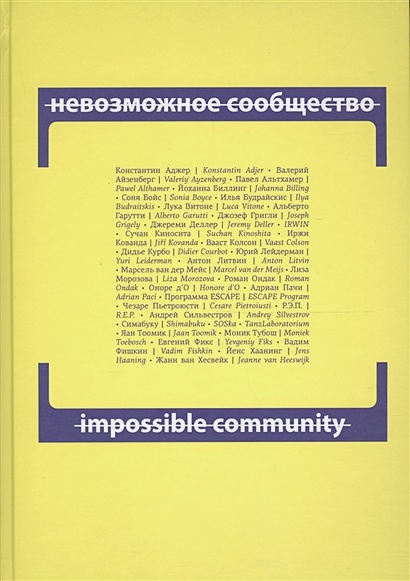 невозможное сообщество
Константин Аджер | Konstantin Adjer • Валерий
Айзенберг | Valeriy Ayzenberg • Павел Альтхамер |
Pawel Althamer • Йоханна Биллинг | Johanna Billing
• Соня Бойс | Sonia Boyce • Илья Будрайскис | Ilya
Budraitskis • Лука Витоне | Luca Vitone • Альберто
Гарутти | Alberto Garutti • Джозеф Григли | Joseph
Grigely • Джереми Деллер | Jeremy Deller • IRWIN
• Сучан Киносита | Suchan Kinoshita • Иржи
Кованда | Jiří Kovanda • Вааст Колсон | Vaast Colson
• Дидье Курбо | Didier Courbot • Юрий Лейдерман |
Yuri Leiderman • Антон Литвин | Anton Litvin
• Марсель ван дер Мейс | Marcel van der Meijs • Лиза
Морозова | Liza Morozova • Роман Ондак | Roman
Ondak • Оноре д'О | Honore d'O • Адриан Пачи |
Adrian Paci • Программа ESCAPE | ESCAPE Program
• Чезаре Пьетроюсти | Cesare Pietroiusti • Р.Э.П. |
R.E.P. • Андрей Сильвестров | Andrey Silvestrov
• Симабуку | Shimabuku • SOSka • TanzLaboratorium
• Яан Тоомик | Jaan Toomik • Моник Тубош | Moniek
Toebosch • Евгений Фикс | Yevgeniy Fiks • Вадим
Фишкин | Vadim Fishkin • Йенс Хаанинг | Jens
Haaning • Жанн ван Хесвейк | Jeanne van Heeswijk
impossible community